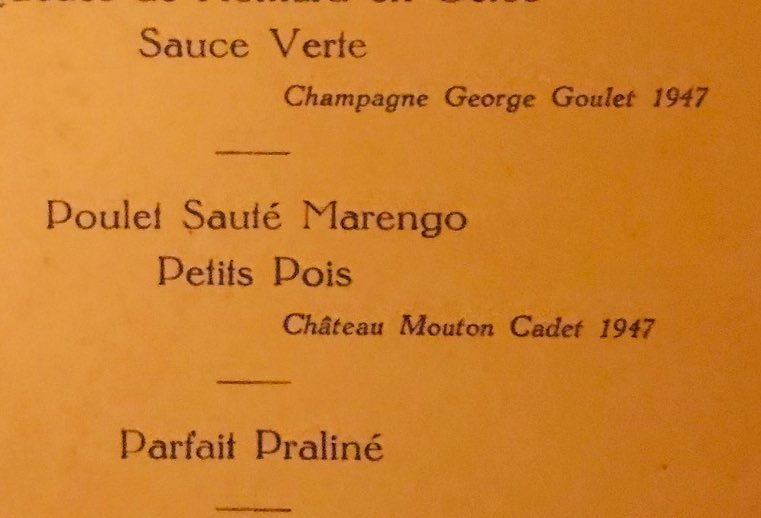 Sauce Verte
Champagne George Goulet 1947
Poulet Sauté Marengo
Petits Pois
Château Mouton Cadet 1947
Parfait Praliné